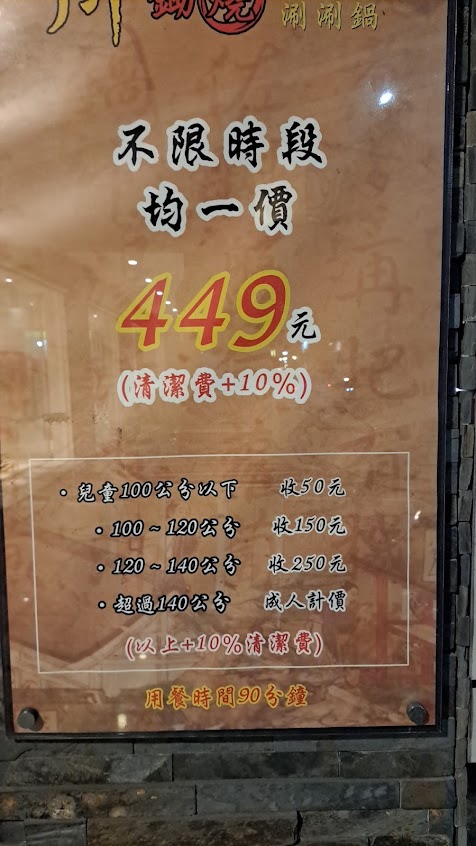 燒
涮涮鍋
不限時段
均一價
449元
(清潔費+10%)
・兒童100公分以下 收50元
・100~120公分 收150元
・120~140公分 收250元
・超過140公分 成人計價
(以上+10%清潔費)
用餐時間90分鐘